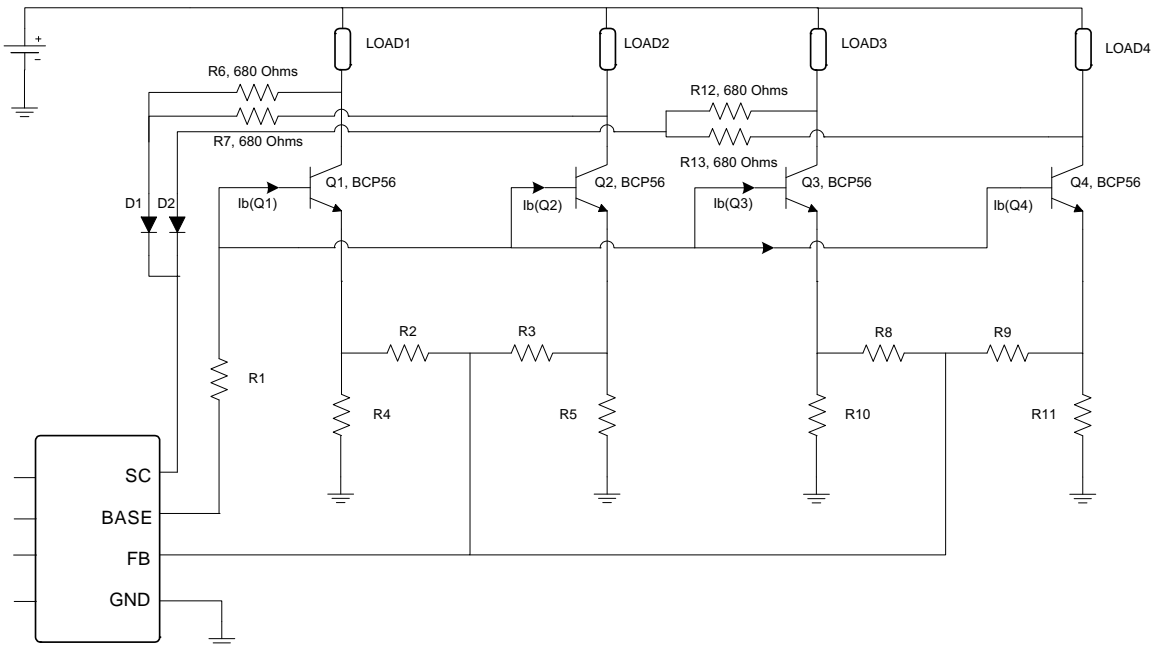 +
-
LOAD1
LOAD2
LOAD3
LOAD4
R6, 680 Ohms
R7, 680 Ohms
R12, 680 Ohms
R13, 680 Ohms
Q1, BCP56
Q2, BCP56
Q3, BCP56
Q4, BCP56
D1
D2
Ib(Q1)
Ib(Q2)
Ib(Q3)
Ib(Q4)
R2
R3
R8
R9
R1
R4
R5
R10
R11
SC
BASE
FB
GND